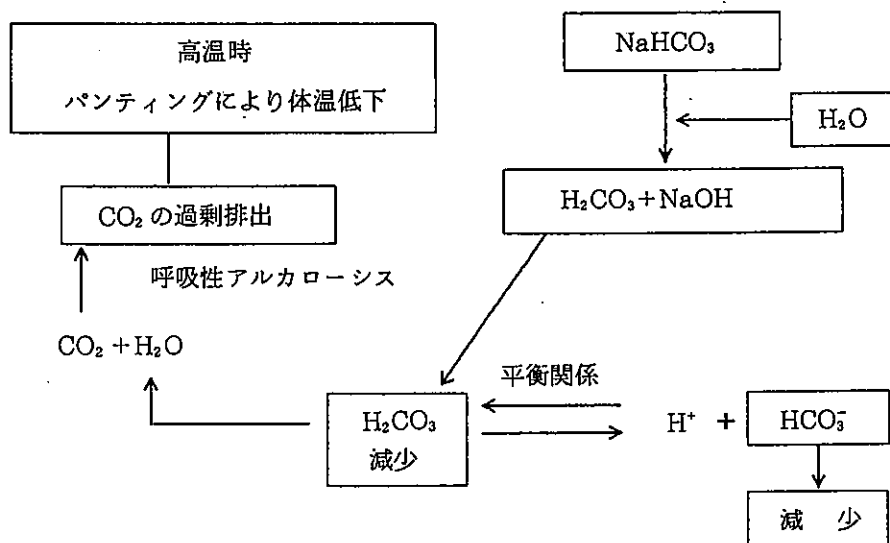 高温時
パンティングにより体温低下
NaHCO₃
H₂O
CO₂の過剰排出
H₂CO₃+NaOH
呼吸性アルカローシス
CO₂+H₂O
平衡関係
H₂CO₃
減少
H⁺ + HCO₃⁻
減 少